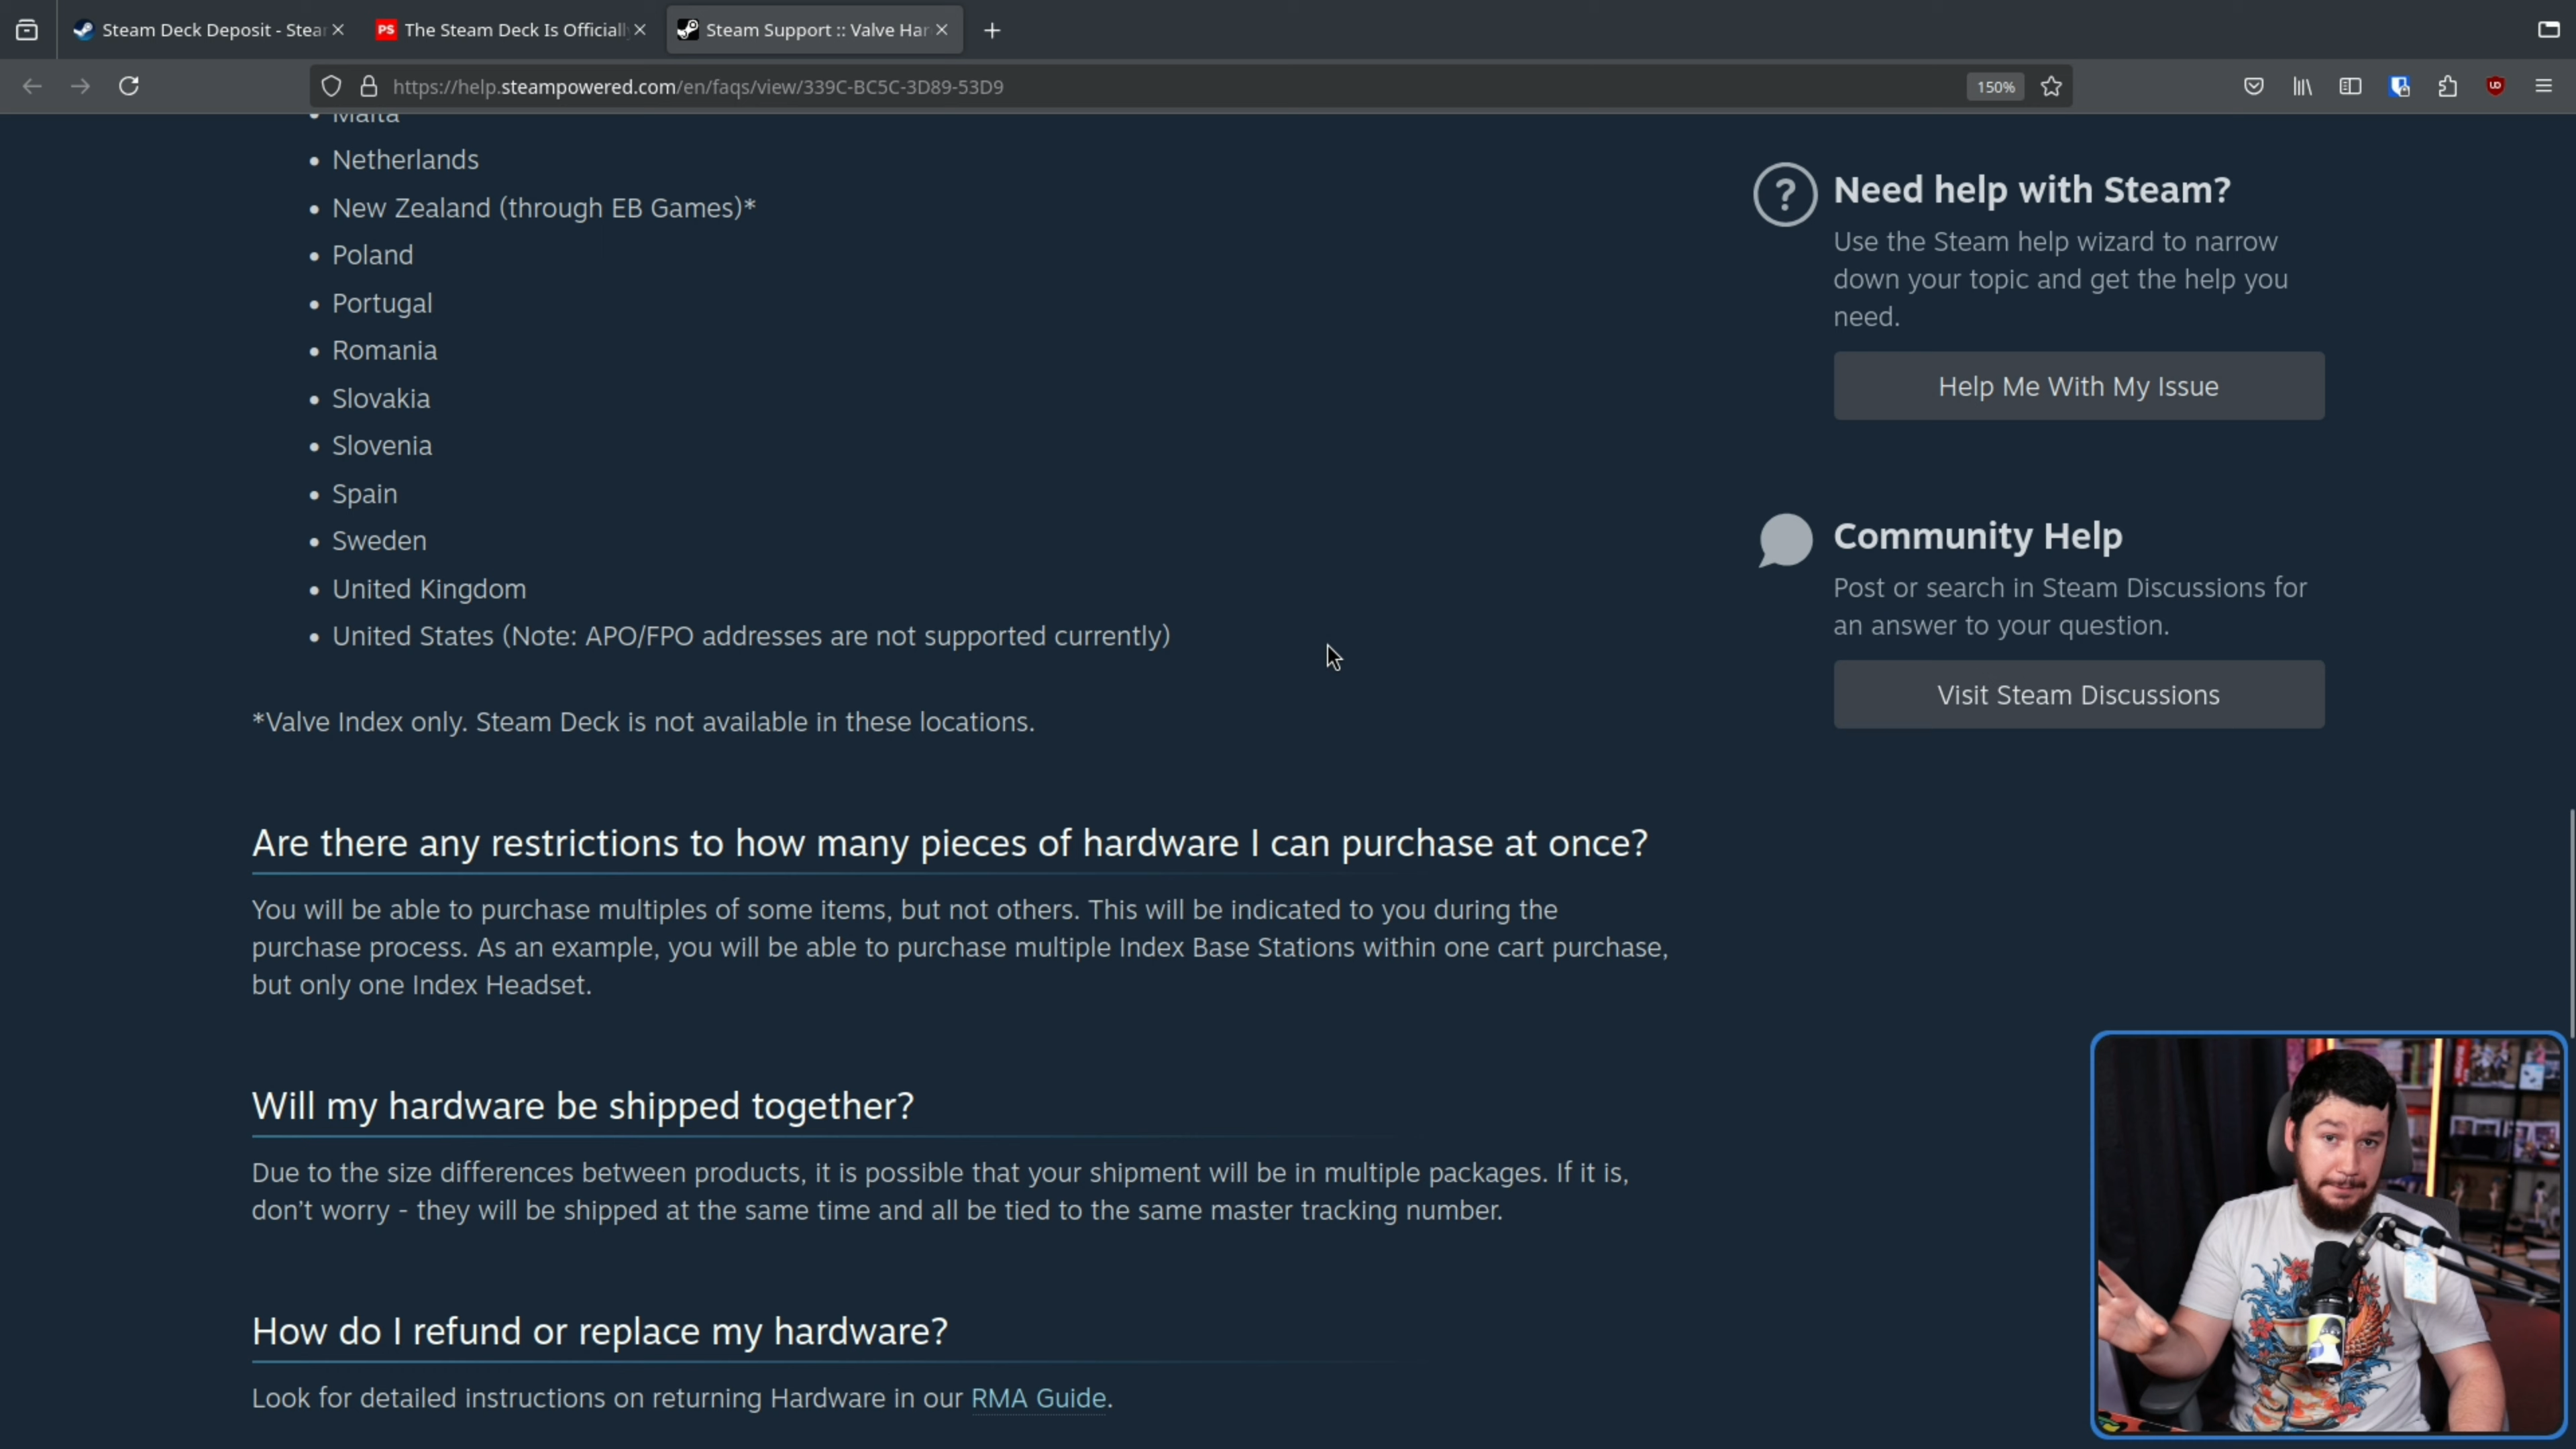 Steam Deck Deposit - Stea
PS The Steam Deck Is Officiall
Steam Support :: Valve Har
https://help.steampowered.com/en/faqs/view/339C-BC5C-3D89-53D9
150%
Malta
• Netherlands
• New Zealand (through EB Games)*
• Poland
• Portugal
• Romania
• Slovakia
• Slovenia
• Spain
• Sweden
• United Kingdom
• United States (Note: APO/FPO addresses are not supported currently)
*Valve Index only. Steam Deck is not available in these locations.
Are there any restrictions to how many pieces of hardware I can purchase at once?
You will be able to purchase multiples of some items, but not others. This will be indicated to you during the
purchase process. As an example, you will be able to purchase multiple Index Base Stations within one cart purchase,
but only one Index Headset.
Will my hardware be shipped together?
Due to the size differences between products, it is possible that your shipment will be in multiple packages. If it is,
don't worry - they will be shipped at the same time and all be tied to the same master tracking number.
How do I refund or replace my hardware?
Look for detailed instructions on returning Hardware in our RMA Guide.
Need help with Steam?
Use the Steam help wizard to narrow
down your topic and get the help you
need.
Help Me With My Issue
Community Help
Post or search in Steam Discussions for
an answer to your question.
Visit Steam Discussions